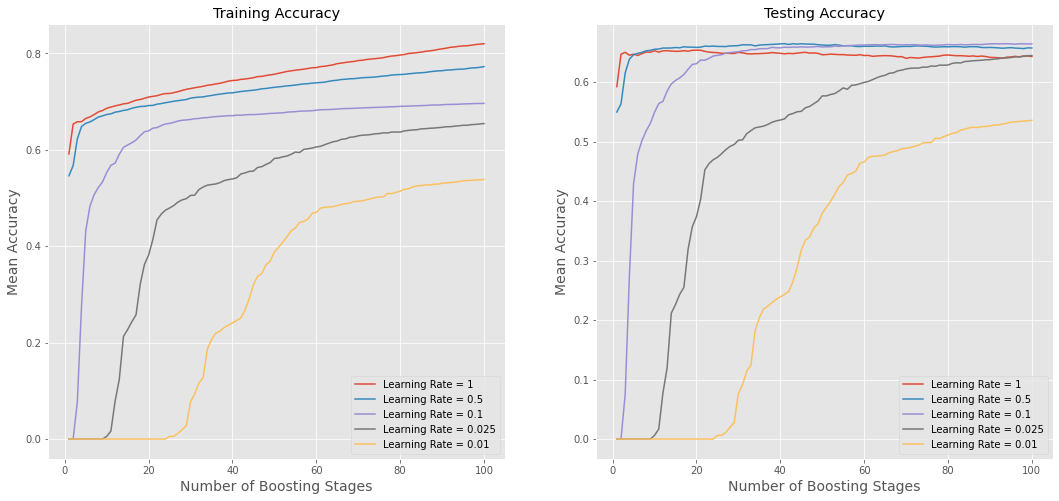 Training Accuracy
Mean Accuracy
0.8
0.6
0.4
0.2
0.0
0
20
40
60
80
100
Number of Boosting Stages
Learning Rate = 1
Learning Rate = 0.5
Learning Rate = 0.1
Learning Rate = 0.025
Learning Rate = 0.01
Testing Accuracy
Mean Accuracy
0.6
0.5
0.4
0.3
0.2
0.1
0.0
0
20
40
60
80
100
Number of Boosting Stages
Learning Rate = 1
Learning Rate = 0.5
Learning Rate = 0.1
Learning Rate = 0.025
Learning Rate = 0.01